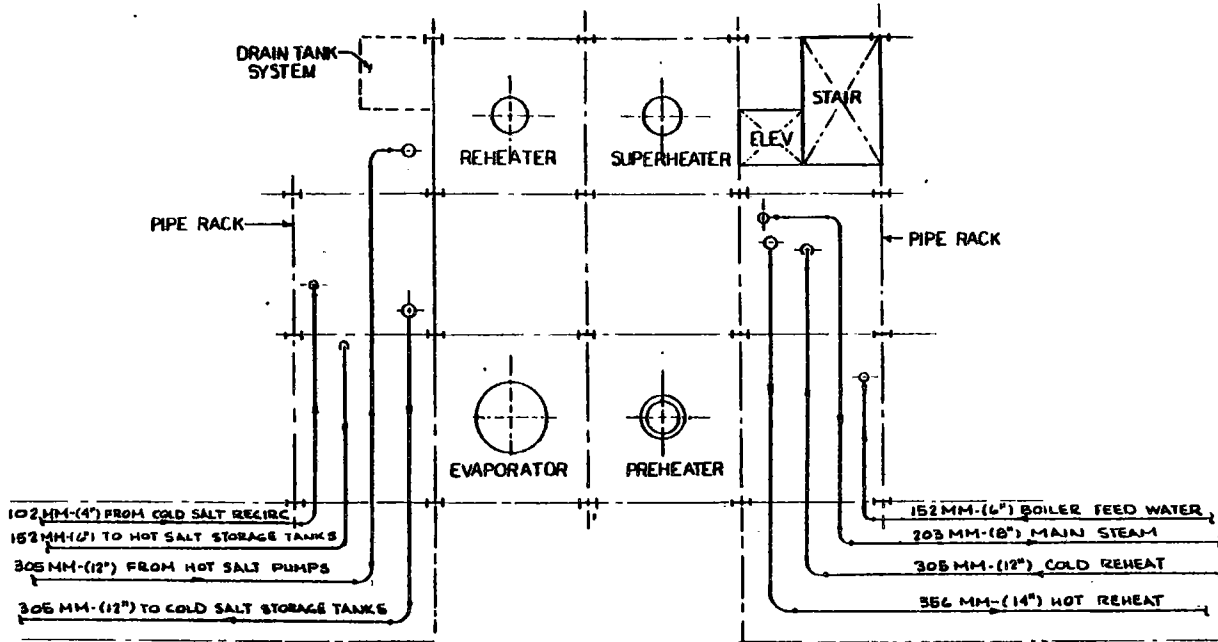 DRAIN TANK
SYSTEM
STAIR
ELEV
REHEATER
SUPERHEATER
PIPE RACK
PIPE RACK
EVAPORATOR
PREHEATER
102 MM-(4") FROM COLD SALT RECIRC
152 MM-(6") TO HOT SALT STORAGE TANKS
305 MM-(12") FROM HOT SALT PUMPS
305 MM-(12") TO COLD SALT STORAGE TANKS
152 MM-(6") BOILER FEED WATER
203 MM-(8") MAIN STEAM
305 MM-(12") COLD REHEAT
356 MM-(14") HOT REHEAT